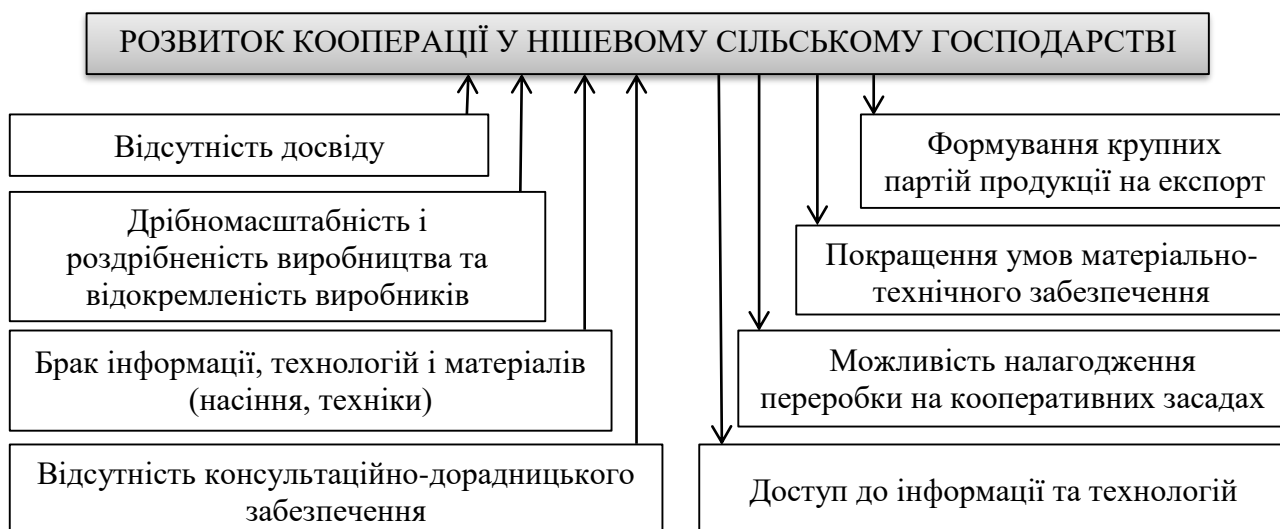 РОЗВИТОК КООПЕРАЦІЇ У НІШЕВОМУ СІЛЬСЬКОМУ ГОСПОДАРСТВІ
Відсутність досвіду
Дрібномасштабність і
роздрібненість виробництва та
відокремленість виробників
Брак інформації, технологій і матеріалів
(насіння, техніки)
Відсутність консультаційно-дорадницького
забезпечення
Формування крупних
партій продукції на експорт
Покращення умов матеріально-
технічного забезпечення
Можливість налагодження
переробки на кооперативних засадах
Доступ до інформації та технологій